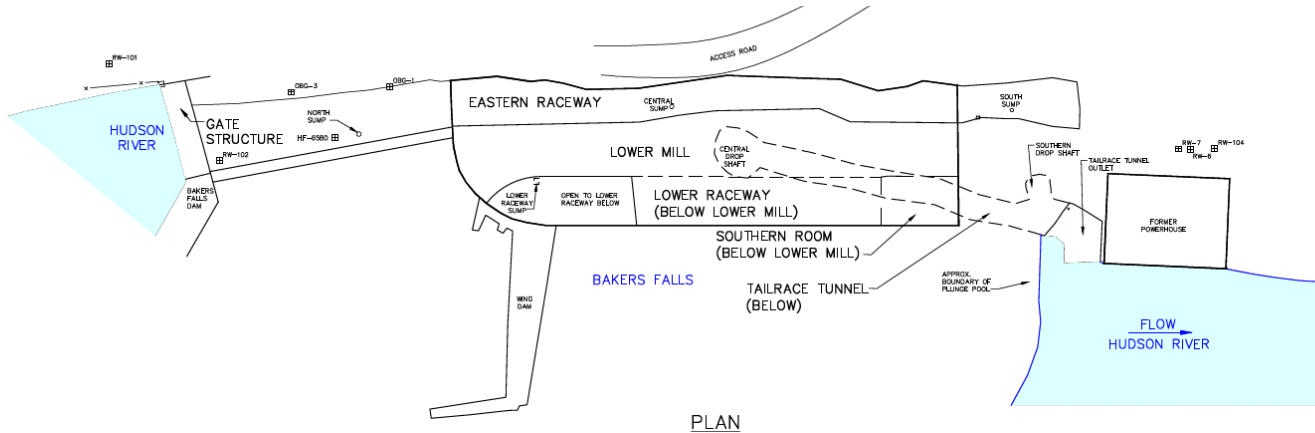 ACCESS ROAD
RW-101
OBG-3
OBG-1
EASTERN RACEWAY
CENTRAL
SUMP
SOUTH
SUMP
HUDSON
RIVER
GATE
STRUCTURE
NORTH
SUMP
HF-65BD
RW-102
BAKERS
FALLS
DAM
LOWER MILL
CENTRAL
DROP
SHAFT
SOUTHERN
DROP SHAFT
TAILRACE TUNNEL
OUTLET
RW-7
RW-6
RW-104
LOWER
RACEWAY
SUMP
OPEN TO LOWER
RACEWAY BELOW
LOWER RACEWAY
(BELOW LOWER MILL)
SOUTHERN ROOM
(BELOW LOWER MILL)
FORMER
POWERHOUSE
BAKERS FALLS
TAILRACE TUNNEL
(BELOW)
APPROX.
BOUNDARY OF
PLUNGE POOL
WING
DAM
FLOW
HUDSON RIVER
PLAN